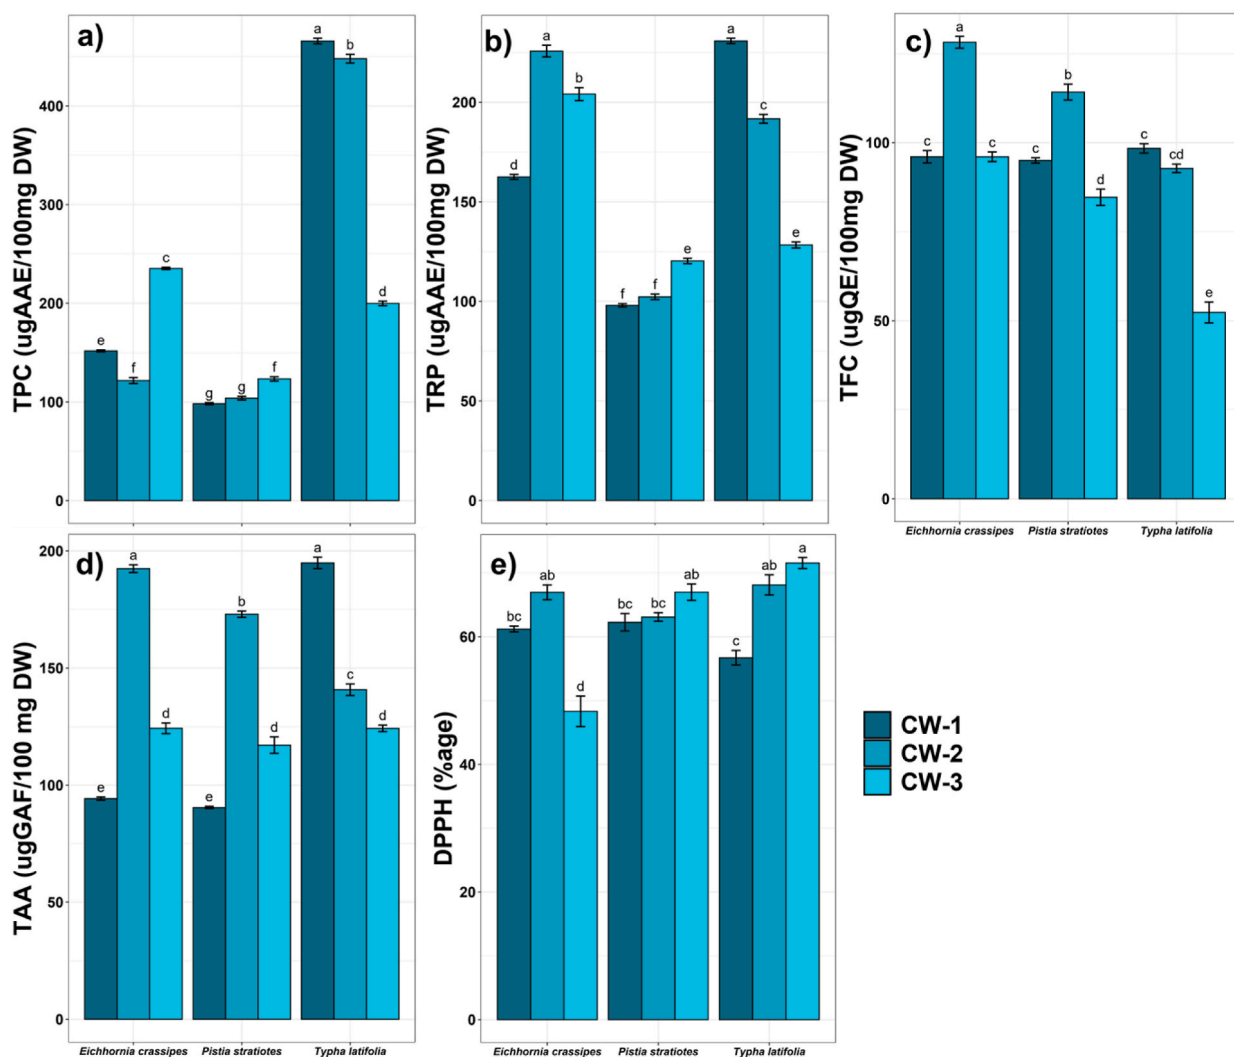 a)
TPC (ugAAE/100mg DW)
400
300
200
100
0
e
f
c
g
g
f
a
b
d
b)
TRP (ugAAE/100mg DW)
200
150
100
50
0
d
a
b
f
f
e
a
c
e
c)
TFC (ugQE/100mg DW)
100
50
0
c
a
c
c
b
d
c
cd
e
Eichhornia crassipes
Pistia stratiotes
Typha latifolia
d)
TAA (ugGAF/100 mg DW)
200
150
100
50
0
e
a
d
e
b
d
a
c
d
Eichhornia crassipes
Pistia stratiotes
Typha latifolia
e)
DPPH (%age)
60
40
20
0
bc
ab
d
bc
bc
ab
c
ab
a
Eichhornia crassipes
Pistia stratiotes
Typha latifolia
CW-1
CW-2
CW-3